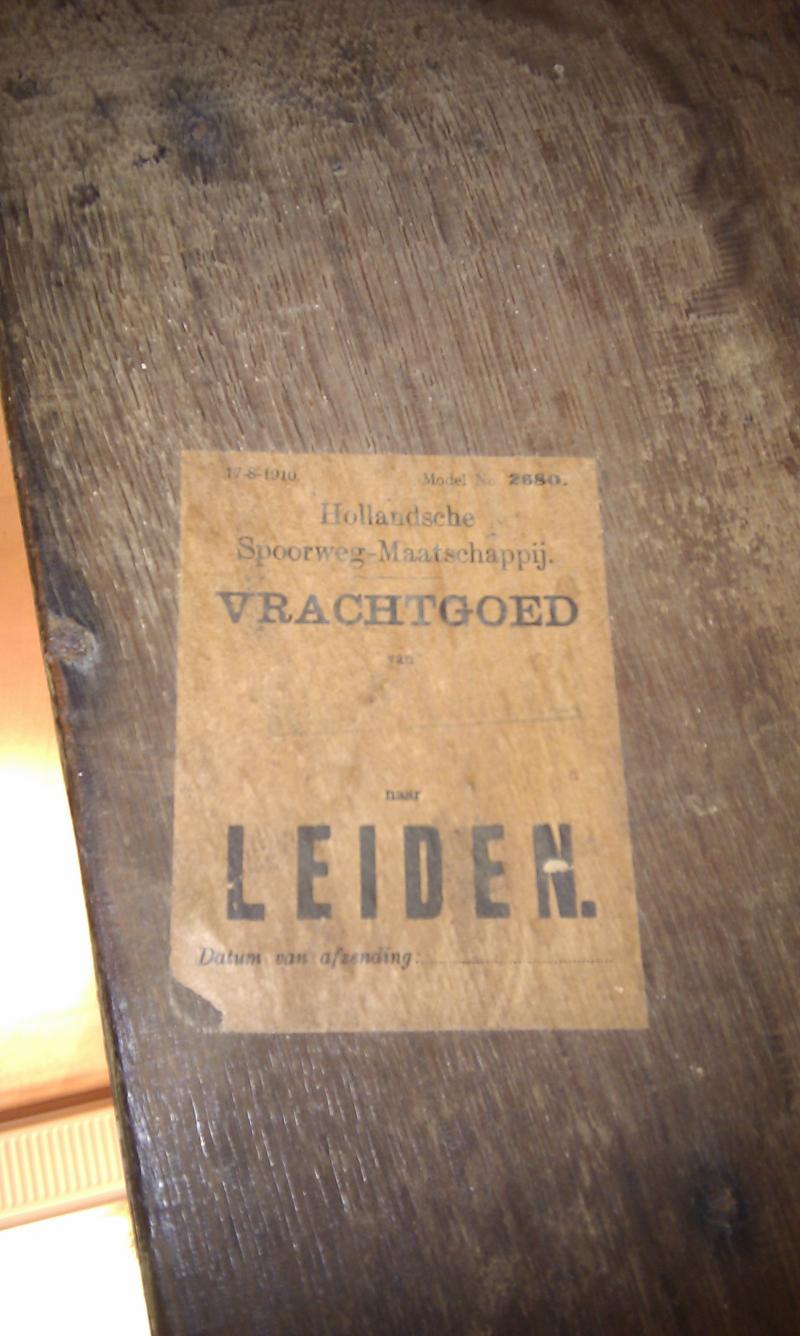 17-8-1910. Model No. 2680.
Hollandsche
Spoorweg-Maatschappij.
VRACHTGOED
van
naar
LEIDEN.
Datum van afzending: